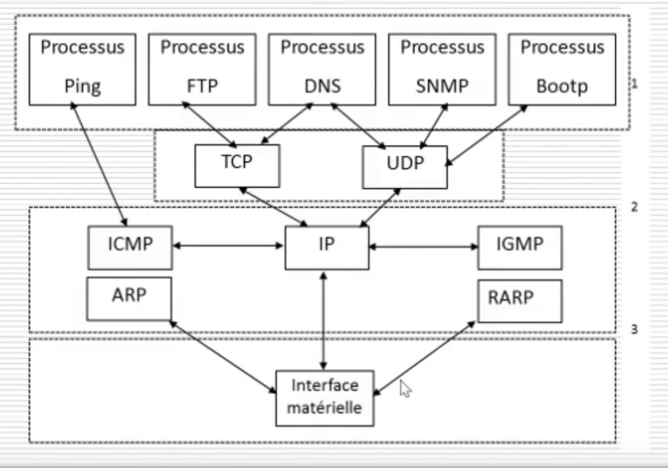 Processus Processus Processus Processus Processus
Ping FTP DNS SNMP Bootp
1
TCP UDP
2
ICMP IP IGMP
ARP RARP
3
Interface
matérielle